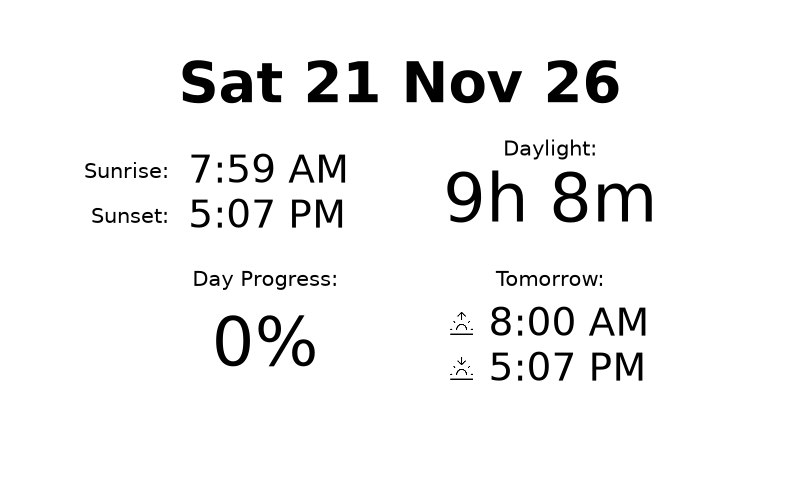 Sat 21 Nov 26
Sunrise: 7:59 AM
Sunset: 5:07 PM
Daylight:
9h 8m
Day Progress:
0%
Tomorrow:
8:00 AM
5:07 PM